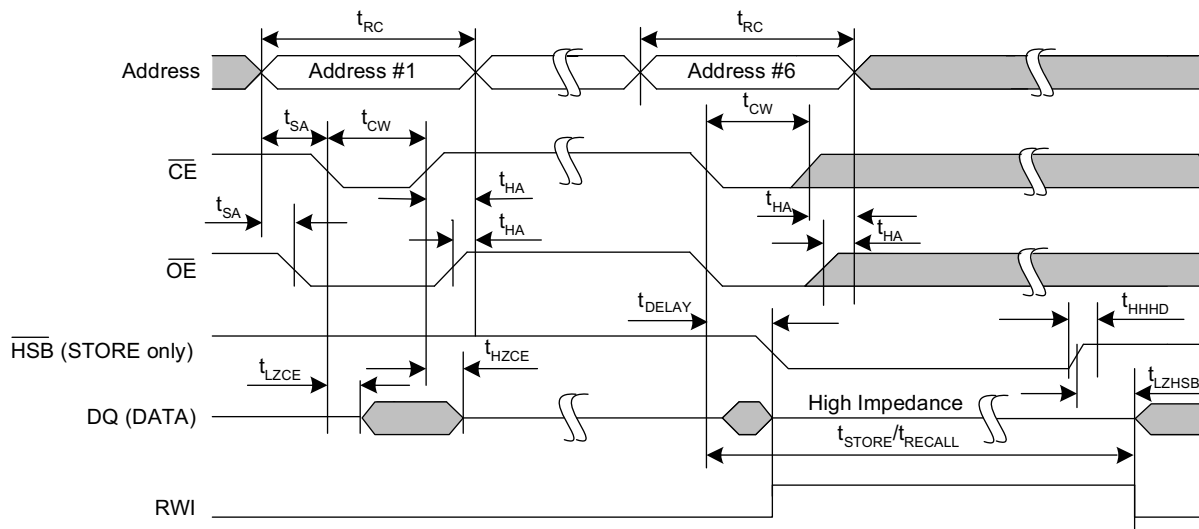 tRC tRC
Address Address #1 Address #6
tCW
tSA tCW
CE
tHA
tSA tHA
tHA tHA
OE
tDELAY tHHHD
HSB (STORE only)
tHZCE
tLZCE tLZHSB
DQ (DATA) High Impedance
tSTORE/tRECALL
RWI